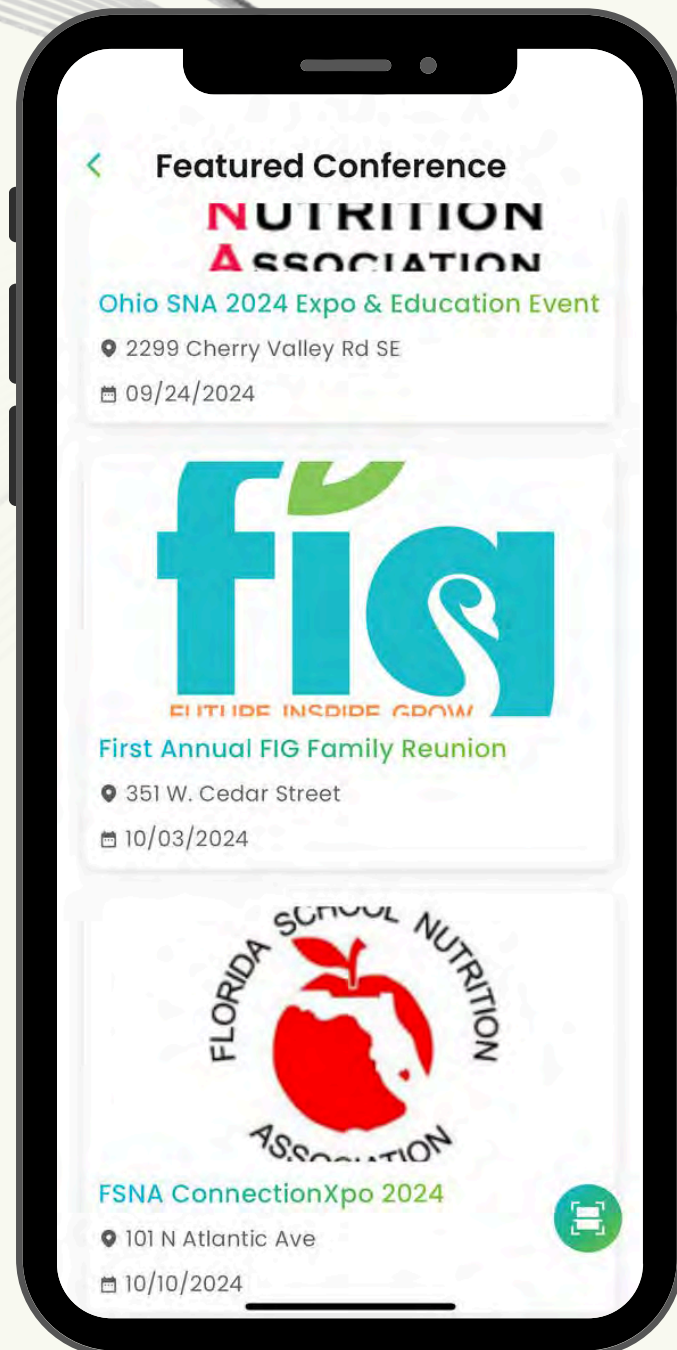 Featured Conference
NUTRITION
ASSOCIATION
Ohio SNA 2024 Expo & Education Event
2299 Cherry Valley Rd SE
09/24/2024
fig
FUTURE INSPIRE GROW
First Annual FIG Family Reunion
351 W. Cedar Street
10/03/2024
FLORIDA SCHOOL NUTRITION
ASSOCIATION
FSNA ConnectionXpo 2024
101 N Atlantic Ave
10/10/2024